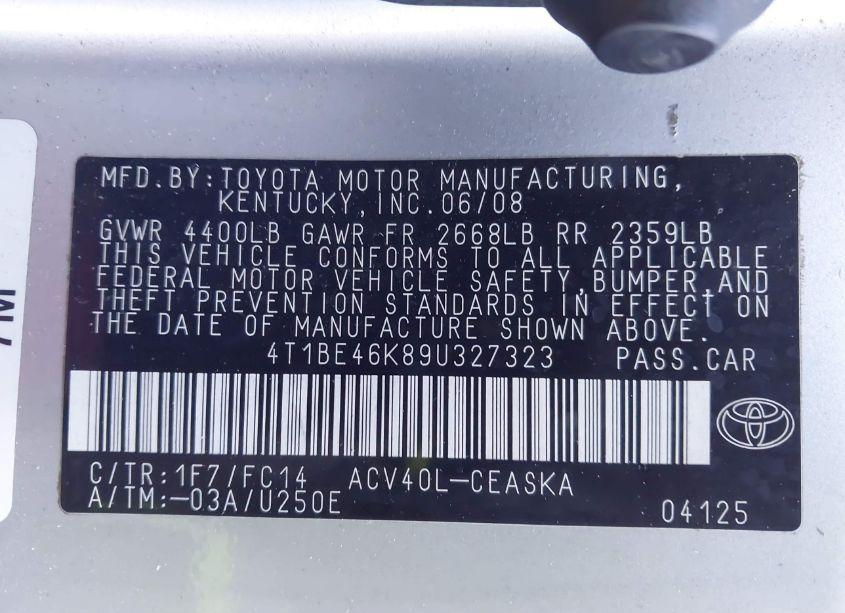 MFD.BY:TOYOTA MOTOR MANUFACTURING,
KENTUCKY,INC.06/08
GVWR 4400LB GAWR FR 2668LB RR 2359LB
THIS VEHICLE CONFORMS TO ALL APPLICABLE
FEDERAL MOTOR VEHICLE SAFETY,BUMPER,AND
THEFT PREVENTION STANDARDS IN EFFECT ON
THE DATE OF MANUFACTURE SHOWN ABOVE.
4T1BE46K89U327323 PASS.CAR
C/TR:1F7/FC14 ACV40L-CEASKA
A/TM:-03A/U250E
04125